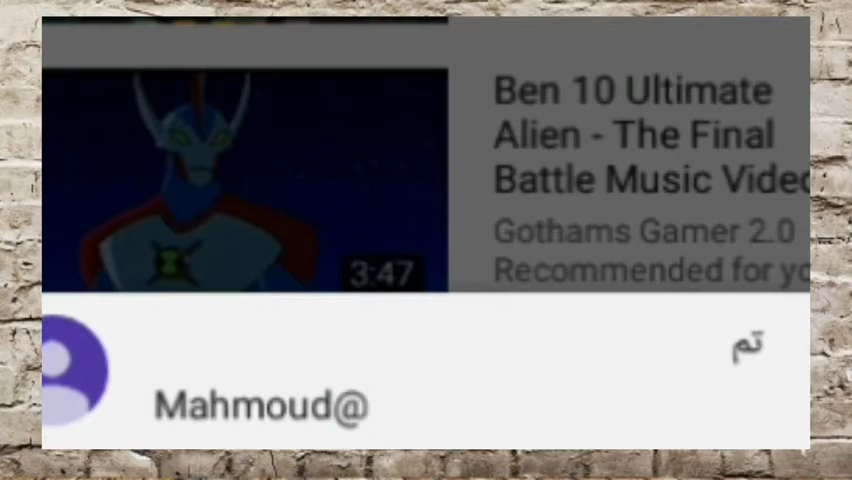 Ben 10 Ultimate
Alien - The Final
Battle Music Video
Gothams Gamer 2.0
Recommended for
3:47
تم
Mahmoud@